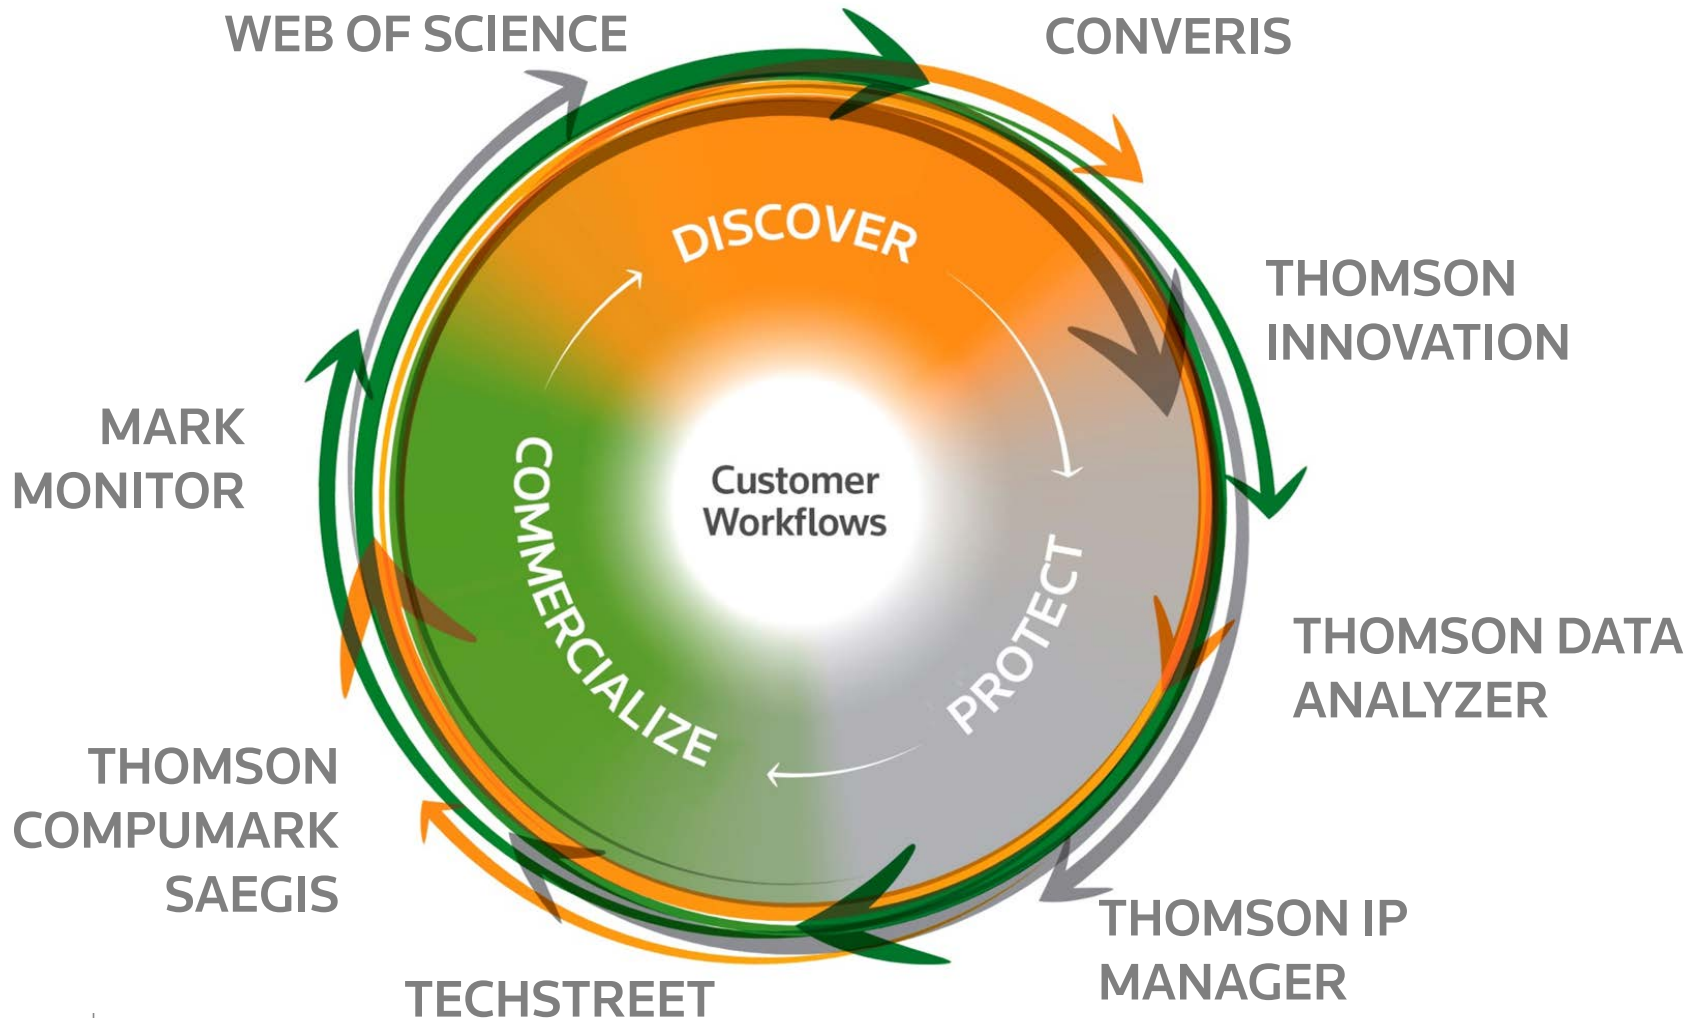 WEB OF SCIENCE
CONVERIS
DISCOVER
THOMSON
INNOVATION
MARK
MONITOR
COMMERCIALIZE
Customer
Workflows
PROTECT
THOMSON DATA
ANALYZER
THOMSON
COMPUMARK
SAEGIS
THOMSON IP
MANAGER
TECHSTREET